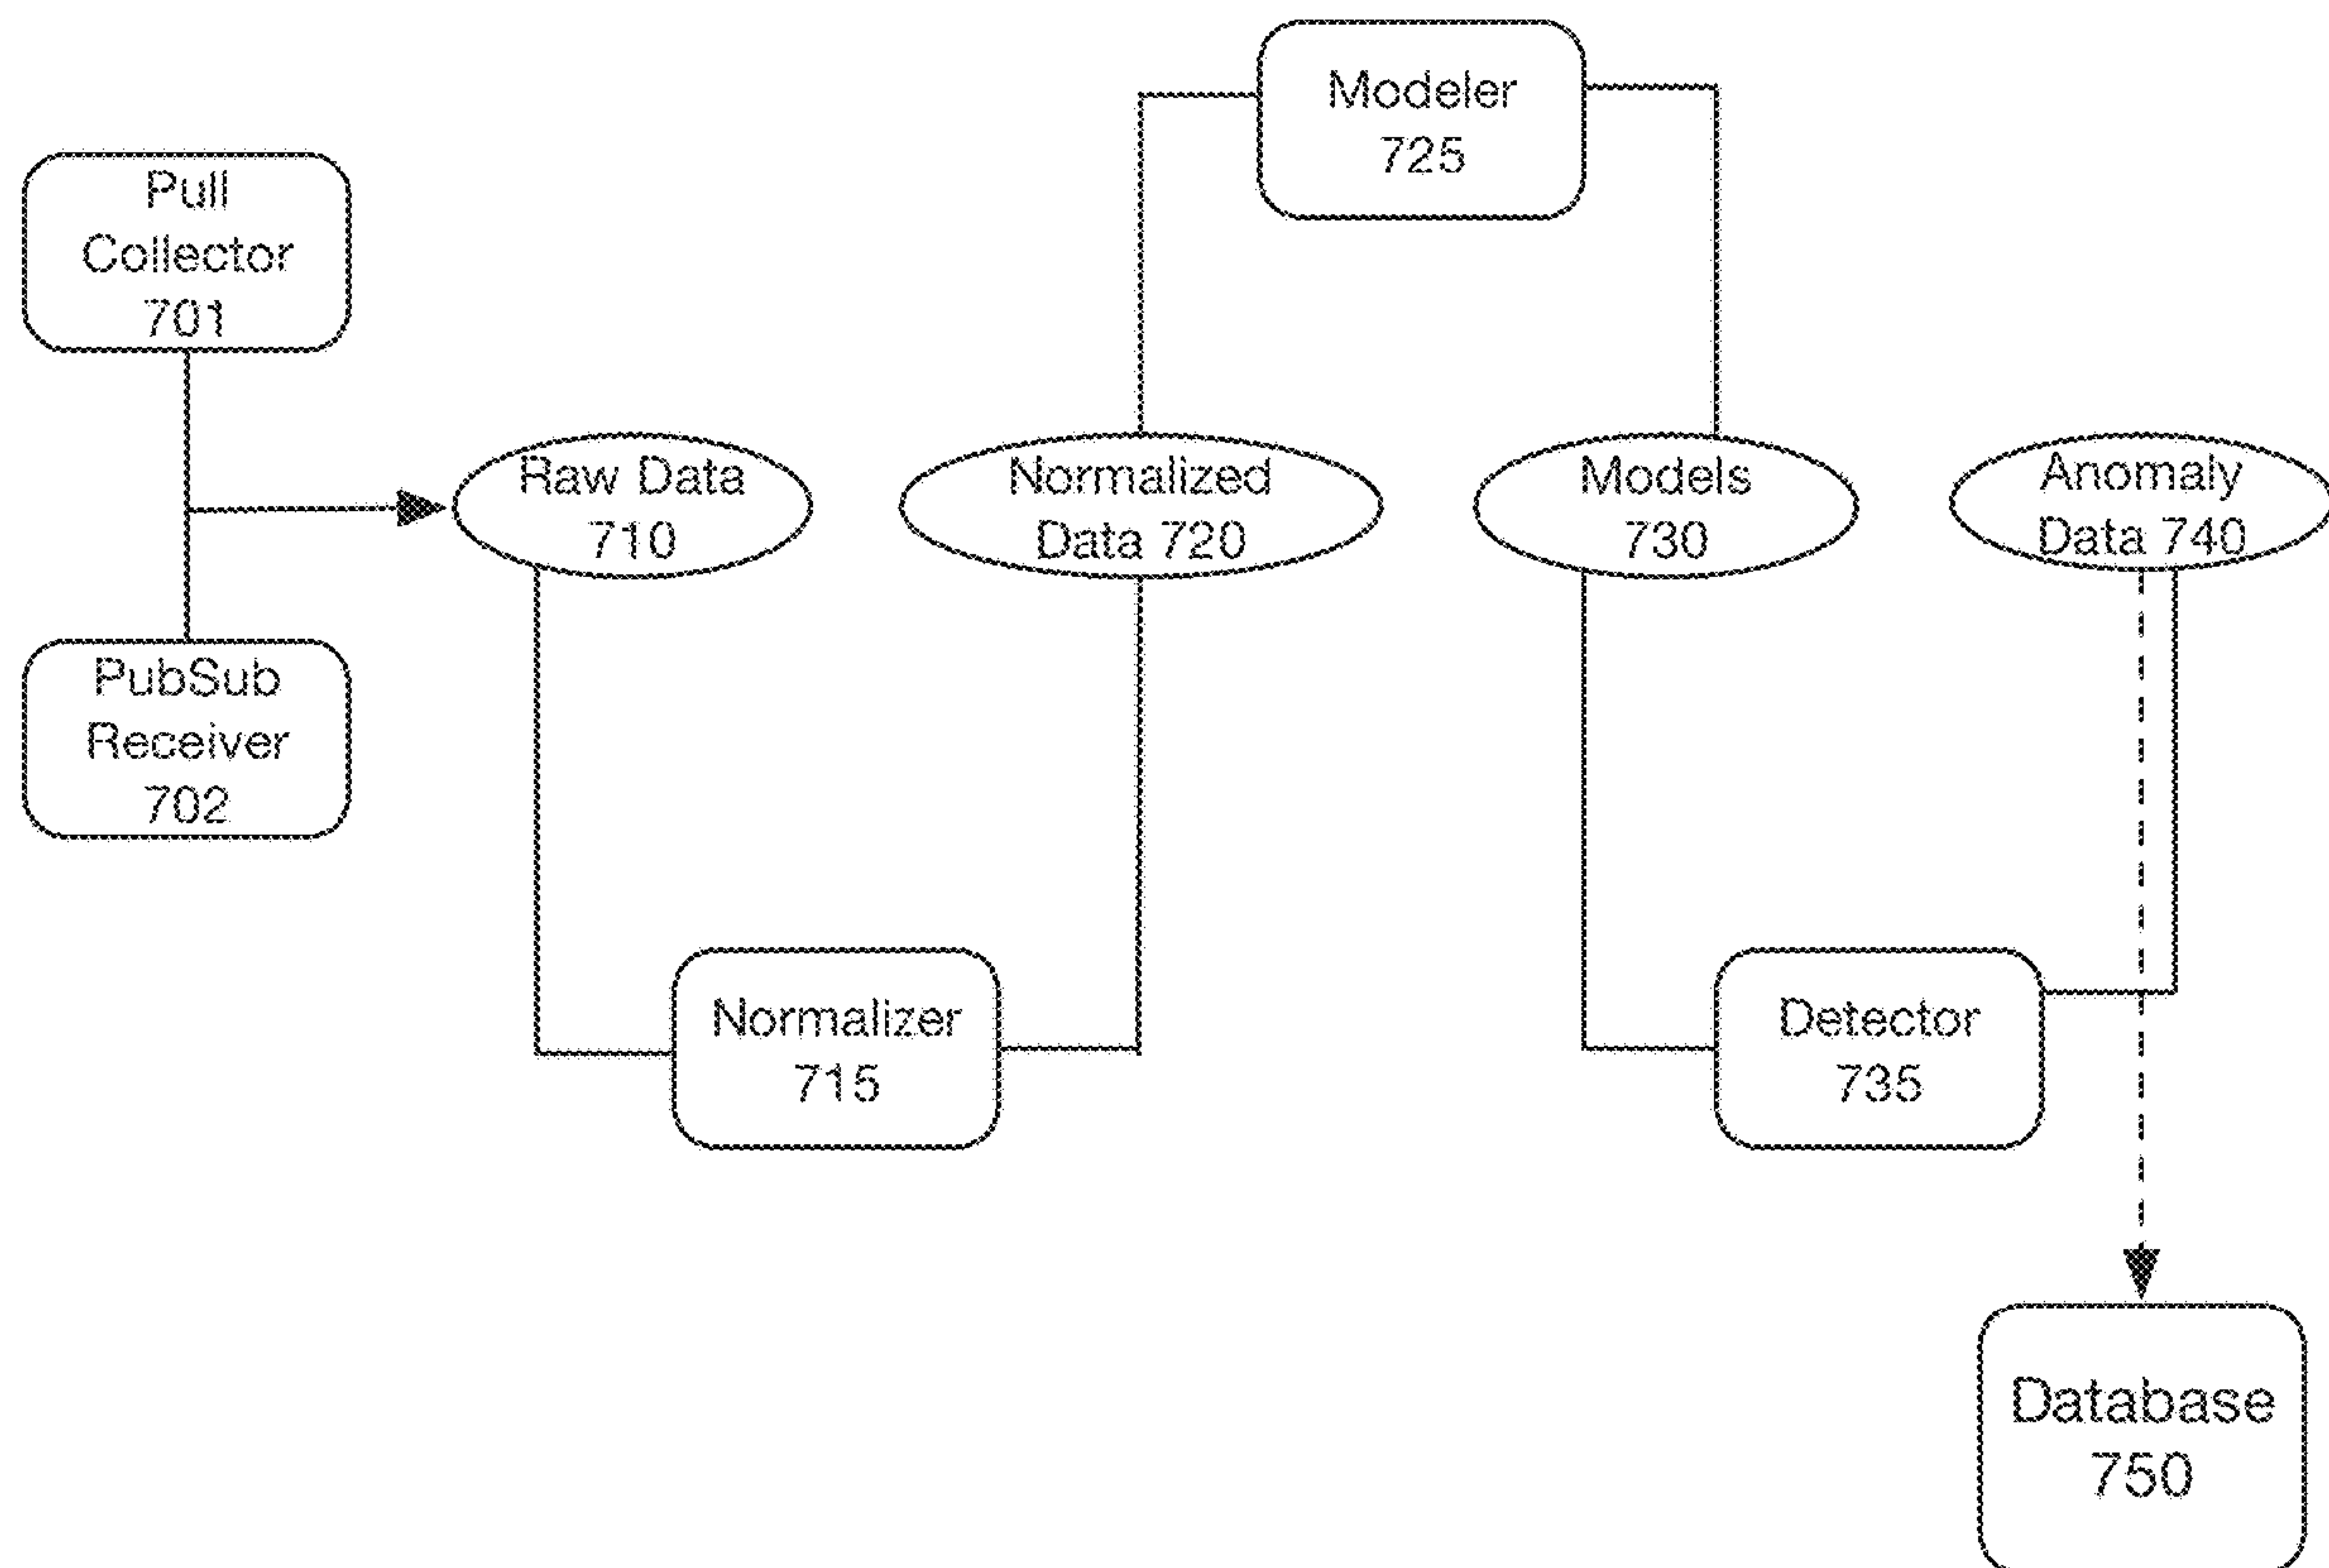 Modeler
725
Pull
Collector
701
Raw Data
710
Normalized
Data 720
Models
730
Anomaly
Data 740
PubSub
Receiver
702
Normalizer
715
Detector
735
Database
750